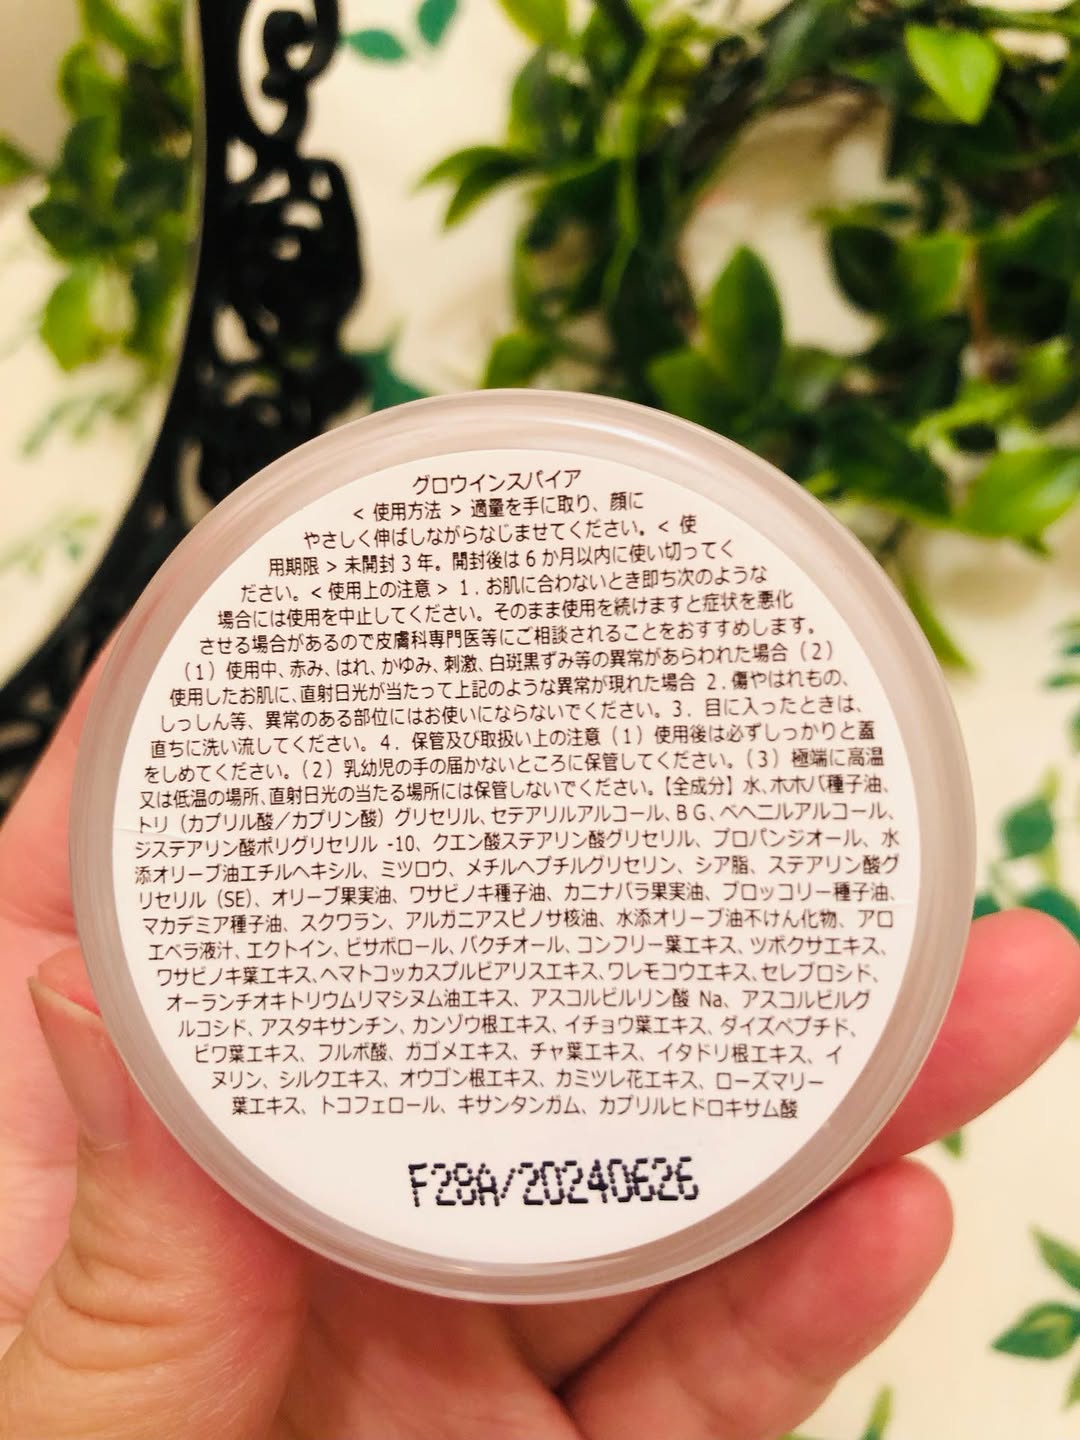 グロウインスパイア
< 使用方法 > 適量を手に取り、顔に
やさしく伸ばしながらなじませてください。< 使
用期限 > 未開封 3 年。開封後は 6 か月以内に使い切ってく
ださい。< 使用上の注意 > 1．お肌に合わないとき即ち次のような
場合には使用を中止してください。そのまま使用を続けますと症状を悪化
させる場合があるので皮膚科専門医等にご相談されることをおすすめします。
（1）使用中、赤み、はれ、かゆみ、刺激、白斑黒ずみ等の異常があらわれた場合（2）
使用したお肌に、直射日光が当たって上記のような異常が現れた場合 2．傷やはれもの、
しっしん等、異常のある部位にはお使いにならないでください。3．目に入ったときは、
直ちに洗い流してください。4．保管及び取扱い上の注意（1）使用後は必ずしっかりと蓋
をしめてください。（2）乳幼児の手の届かないところに保管してください。（3）極端に高温
又は低温の場所、直射日光の当たる場所には保管しないでください。【全成分】水、ホホバ種子油、
トリ（カプリル酸／カプリン酸）グリセリル、セテアリルアルコール、BG、ベヘニルアルコール、
ジステアリン酸ポリグリセリル -10、クエン酸ステアリン酸グリセリル、プロパンジオール、水
添オリーブ油エチルヘキシル、ミツロウ、メチルヘプチルグリセリン、シア脂、ステアリン酸グ
リセリル（SE）、オリーブ果実油、ワサビノキ種子油、カニナバラ果実油、ブロッコリー種子油、
マカデミア種子油、スクワラン、アルガニアスピノサ核油、水添オリーブ油不けん化物、アロ
エベラ液汁、エクトイン、ビサボロール、バクチオール、コンフリー葉エキス、ツボクサエキス、
ワサビノキ葉エキス、ヘマトコッカスプルビアリスエキス、ワレモコウエキス、セレブロシド、
オーランチオキトリウムリマシヌム油エキス、アスコルビルリン酸 Na、アスコルビルグ
ルコシド、アスタキサンチン、カンゾウ根エキス、イチョウ葉エキス、ダイズペプチド、
ビワ葉エキス、フルボ酸、ガゴメエキス、チャ葉エキス、イタドリ根エキス、イ
ヌリン、シルクエキス、オウゴン根エキス、カミツレ花エキス、ローズマリー
葉エキス、トコフェロール、キサンタンガム、カプリルヒドロキサム酸
F28A/20240626